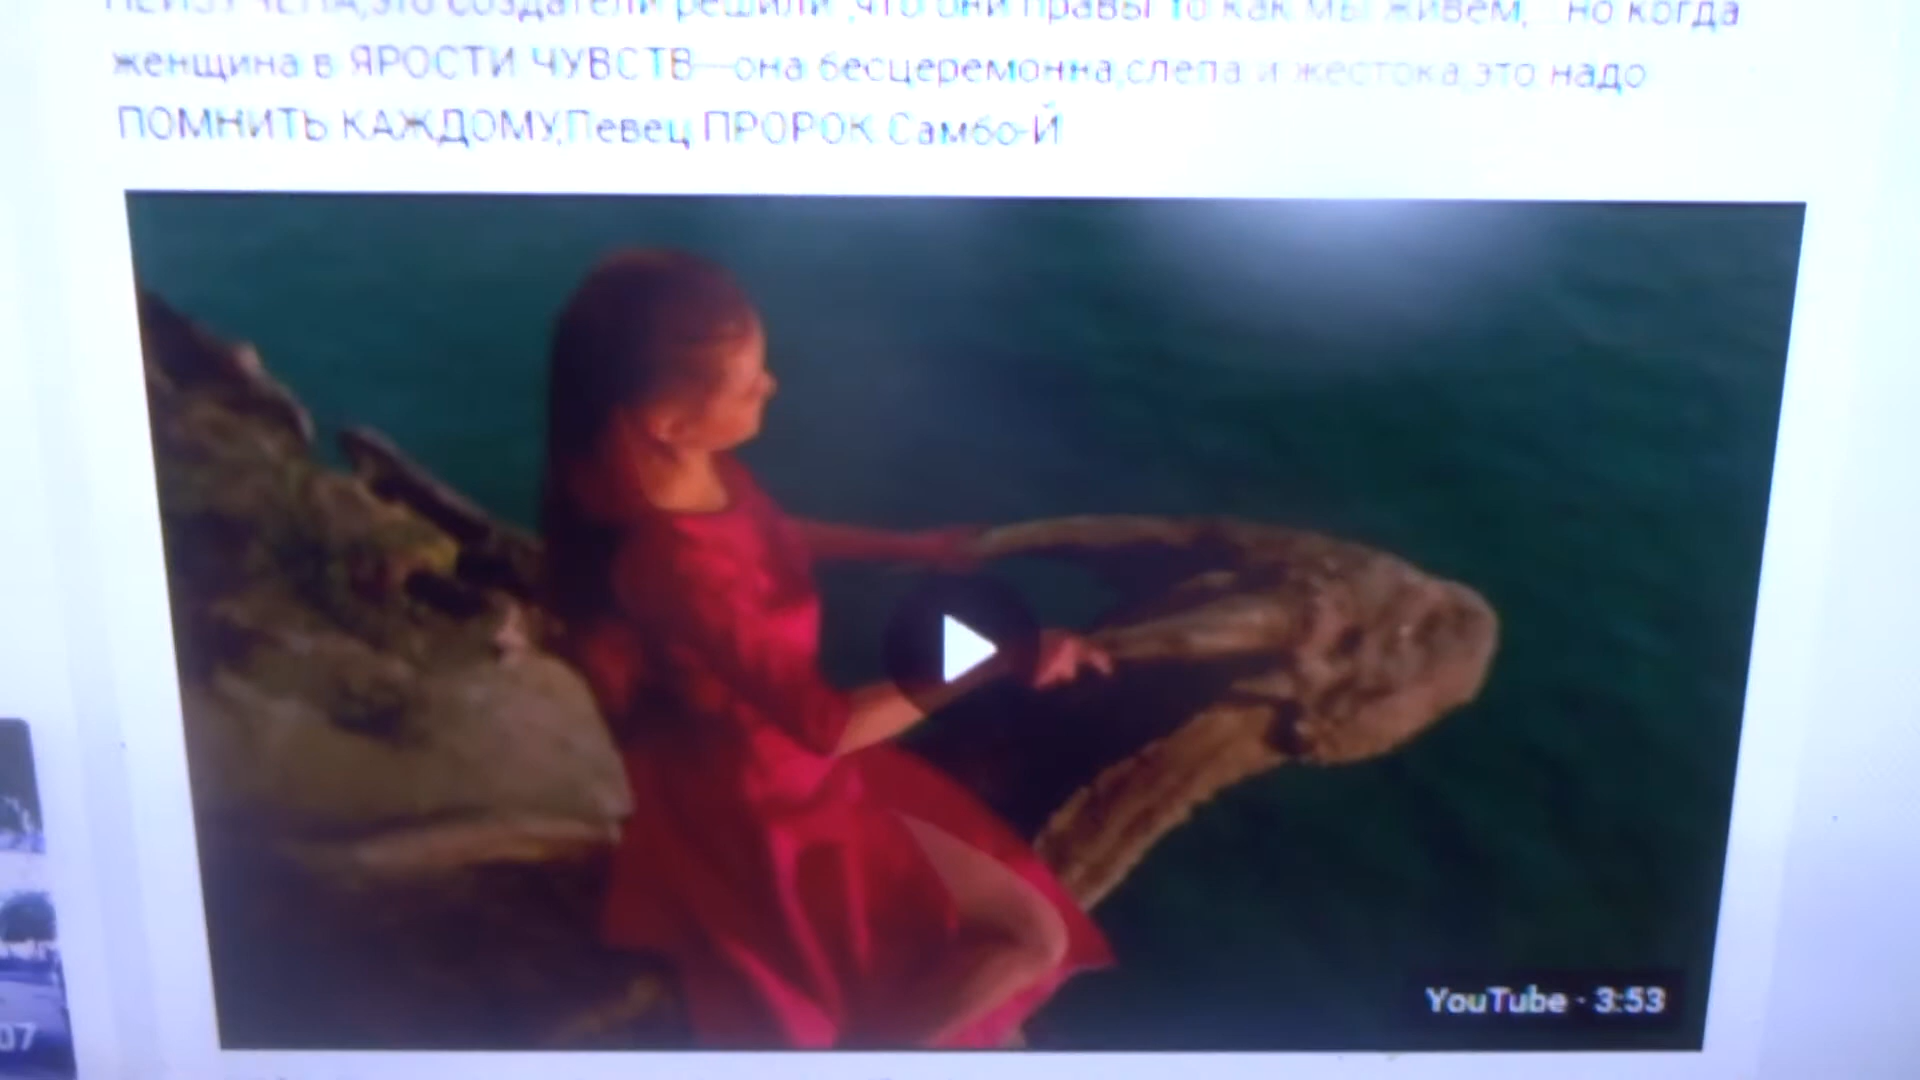 это создатели решили ,что они правы то как мы живем, но когда
женщина в ЯРОСТИ ЧУВСТВ—она бесцеремонна,слепа и жестока,это надо
ПОМНИТЬ КАЖДОМУ,Певец ПРОРОК Самбо-Й
YouTube · 3:53
07